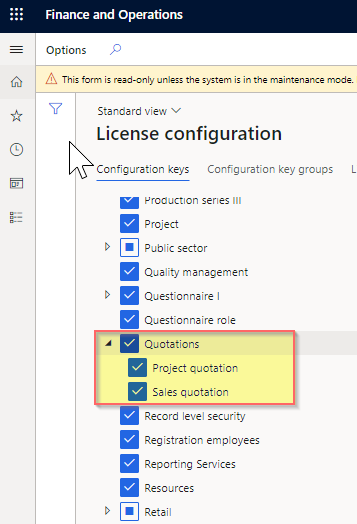 Finance and Operations
Options
This form is read-only unless the system is in the maintenance mode.
Standard view
License configuration
Configuration keys Configuration key groups L
Production series III
Project
Public sector
Quality management
Questionnaire I
Questionnaire role
Quotations
Project quotation
Sales quotation
Record level security
Registration employees
Reporting Services
Resources
Retail